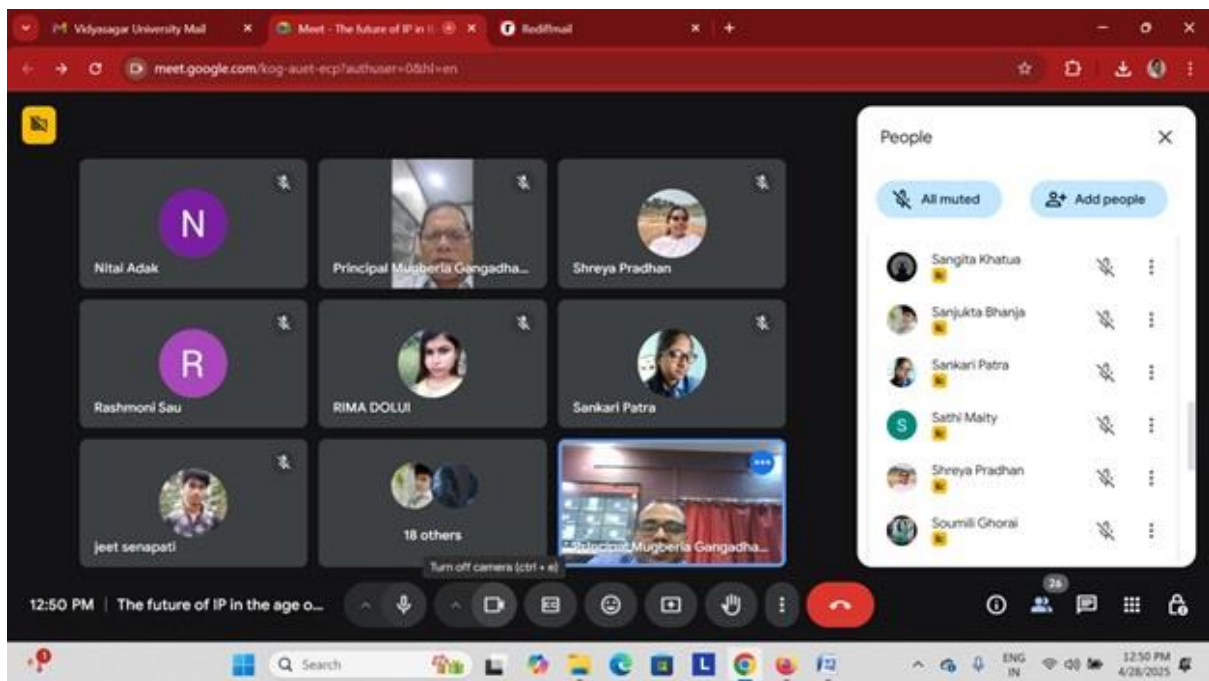 Vidyasagar University Mail
Meet - The future of IP in
Rediffmail
meet.google.com/kog-auet-ecp?authuser=0&hl=en
People
All muted
Add people
N
Nitai Adak
Principal Mugberia Gangadha...
Shreya Pradhan
R
Rashmoni Sau
RIMA DOLUI
Sankari Patra
jeet senapati
18 others
Principal Mugberia Gangadha...
Sangita Khatua
Sanjukta Bhanja
Sankari Patra
S
Sathi Maity
Shreya Pradhan
Soumili Ghorai
Turn off camera (ctrl + e)
12:50 PM | The future of IP in the age o...
26
1
Search
L
ENG
IN
12:50 PM
4/28/2025